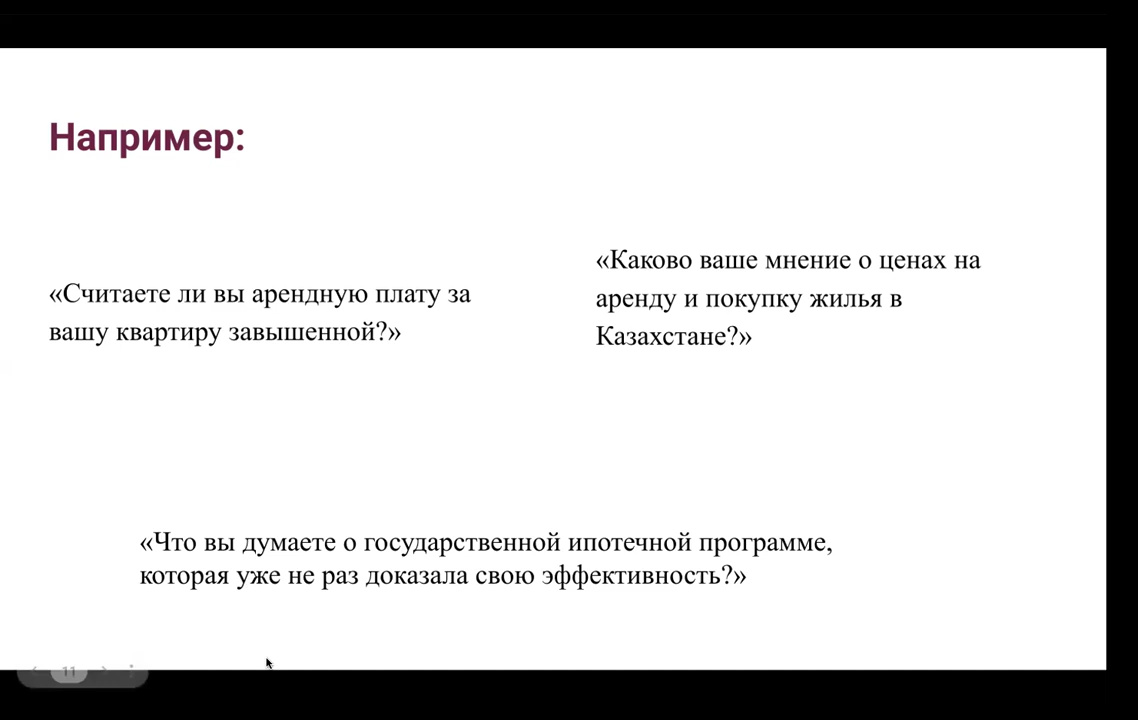 Например:
«Считаете ли вы арендную плату за
вашу квартиру завышенной?»
«Каково ваше мнение о ценах на
аренду и покупку жилья в
Казахстане?»
«Что вы думаете о государственной ипотечной программе,
которая уже не раз доказала свою эффективность?»
11